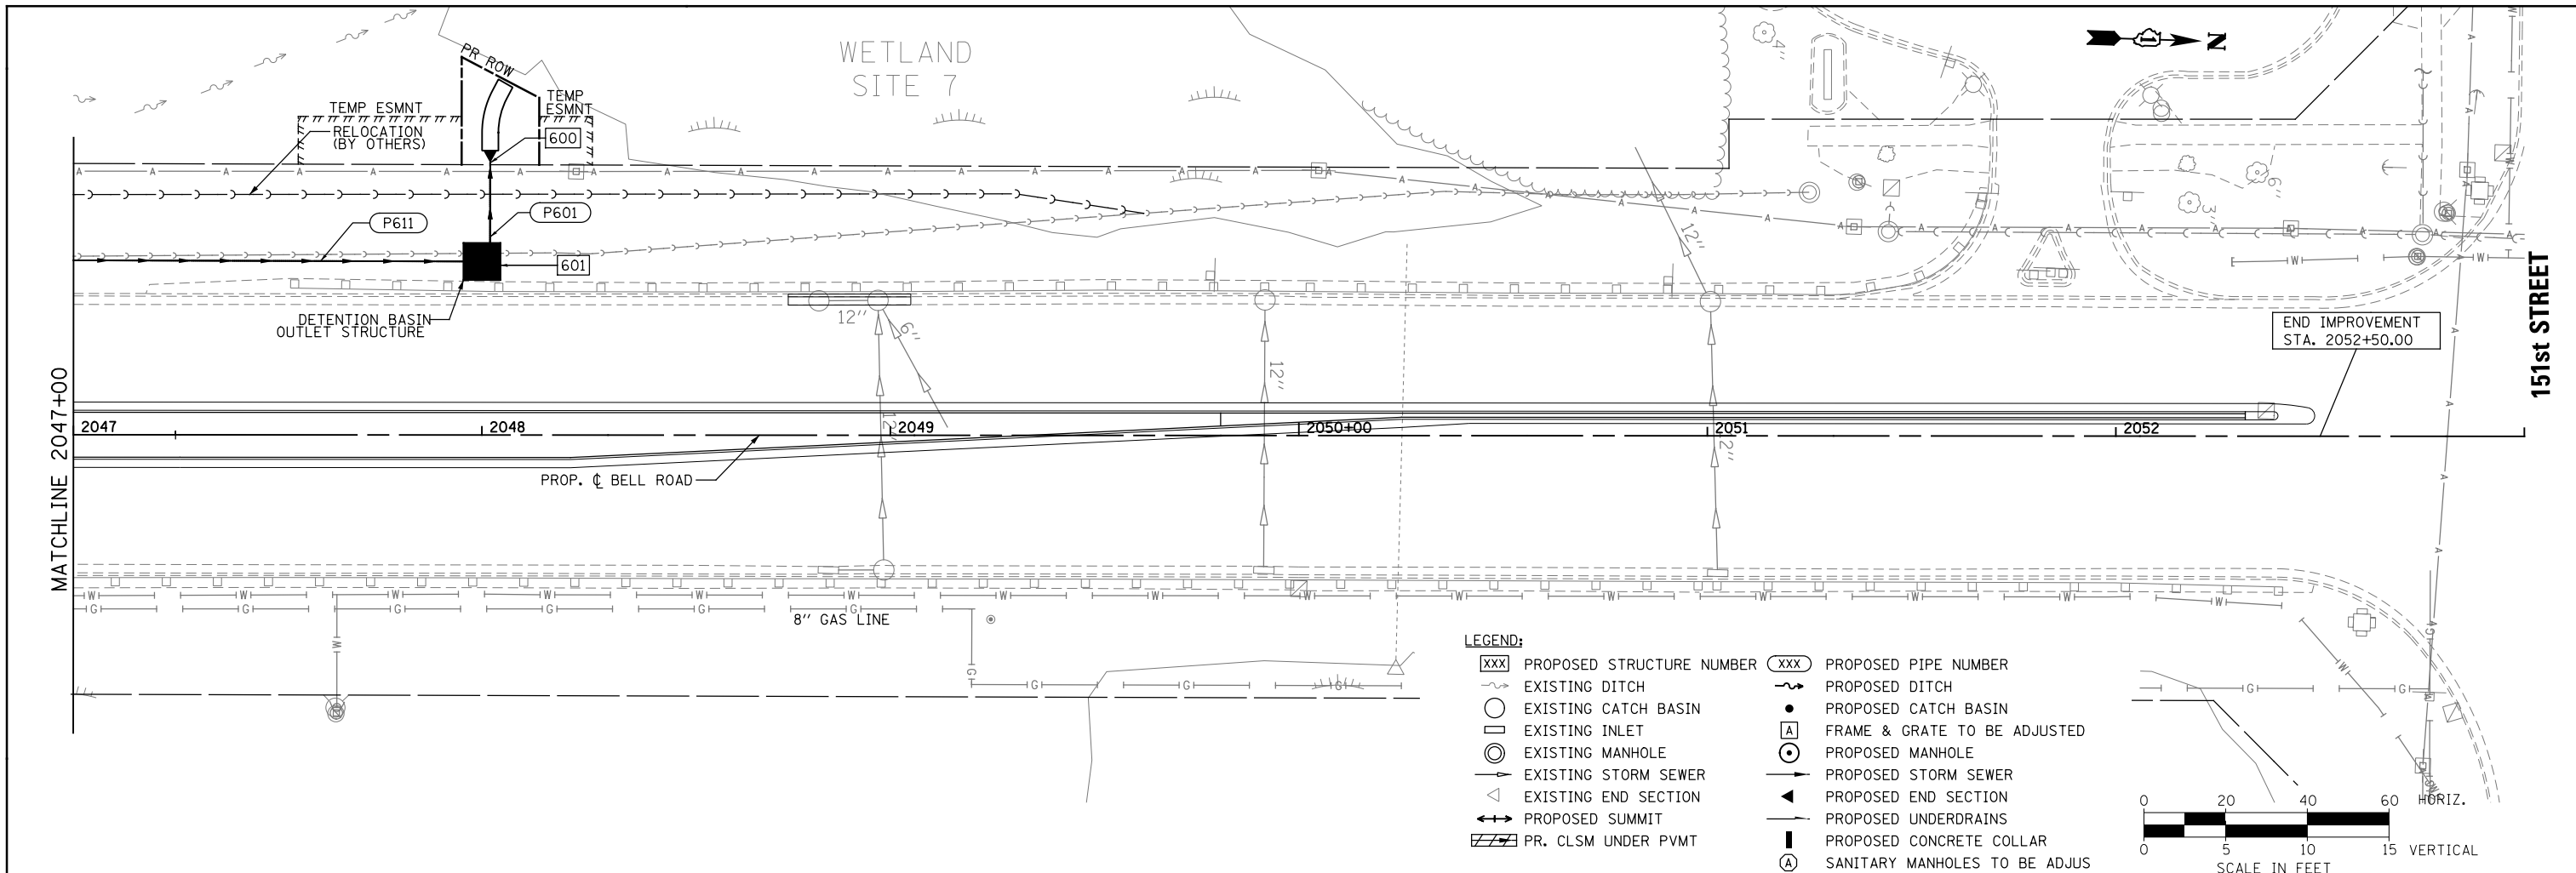 WETLAND
SITE 7
PR ROW
TEMP ESMNT
TEMP
ESMNT
RELOCATION
(BY OTHERS)
600
P601
P611
601
DETENTION BASIN
OUTLET STRUCTURE
MATCHLINE 2047+00
2047
2048
2049
2050+00
2051
2052
12"
6"
12"
12"
12"
4"
3"
6"
N
PROP. ℄ BELL ROAD
8" GAS LINE
END IMPROVEMENT
STA. 2052+50.00
151st STREET
LEGEND:
XXX PROPOSED STRUCTURE NUMBER
EXISTING DITCH
EXISTING CATCH BASIN
EXISTING INLET
EXISTING MANHOLE
EXISTING STORM SEWER
EXISTING END SECTION
PROPOSED SUMMIT
PR. CLSM UNDER PVMT
XXX PROPOSED PIPE NUMBER
PROPOSED DITCH
PROPOSED CATCH BASIN
A FRAME & GRATE TO BE ADJUSTED
PROPOSED MANHOLE
PROPOSED STORM SEWER
PROPOSED END SECTION
PROPOSED UNDERDRAINS
PROPOSED CONCRETE COLLAR
A SANITARY MANHOLES TO BE ADJUS
0 20 40 60 HORIZ.
0 5 10 15 VERTICAL
SCALE IN FEET